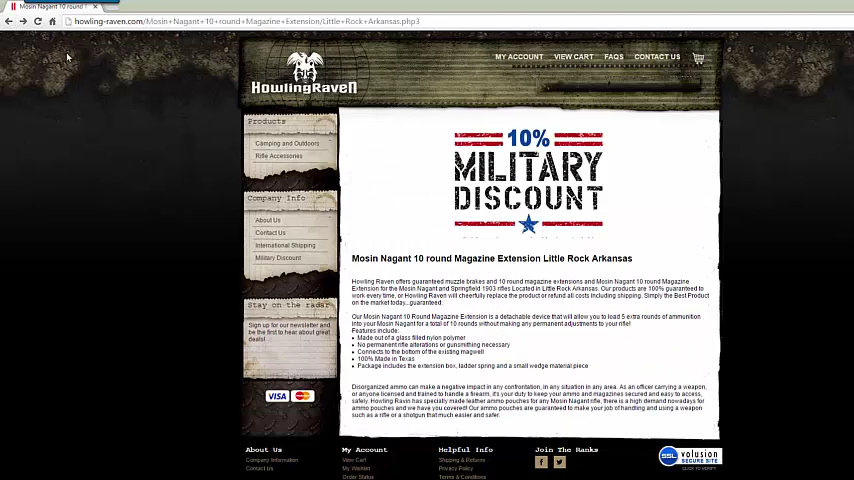 Mosin Nagant 10 round
howling-raven.com/Mosin+Nagant+10+round+Magazine+Extension/Little+Rock+Arkansas.php3
MY ACCOUNT VIEW CART FAQS CONTACT US
HowlingRaven
Products
Camping and Outdoors
Rifle Accessories
Company Info
About Us
Contact Us
International Shipping
Military Discount
Stay on the radar
Sign up for our newsletter and
be the first to hear about great
deals!
VISA MasterCard
10%
MILITARY
DISCOUNT
Mosin Nagant 10 round Magazine Extension Little Rock Arkansas
Howling Raven offers guaranteed muzzle brakes and 10 round magazine extensions and Mosin Nagant 10 round Magazine
Extension for the Mosin Nagant and Springfield 1903 rifles Located in Little Rock Arkansas. Our products are 100% guaranteed to
work every time, or Howling Raven will cheerfully replace the product or refund all costs including shipping. Simply the Best Product
on the market today...guaranteed.
Our Mosin Nagant 10 Round Magazine Extension is a detachable device that will allow you to load 5 extra rounds of ammunition
into your Mosin Nagant for a total of 10 rounds without making any permanent adjustments to your rifle!
Features include:
• Made out of a glass filled nylon polymer
• No permanent rifle alterations or gunsmithing necessary
• Connects to the bottom of the existing magwell
• 100% Made in Texas
• Package includes the extension box, ladder spring and a small wedge material piece
Disorganized ammo can make a negative impact in any confrontation, in any situation in any area. As an officer carrying a weapon,
or anyone licensed and trained to handle a firearm, it's your duty to keep your ammo and magazines secured and easy to access,
safely. Howling Ravin has specially made leather ammo pouches for any Mosin Nagant rifle, there is a high demand nowadays for
ammo pouches and we have you covered! Our ammo pouches are guaranteed to make your job of handling and using a weapon
such as a rifle or a shotgun that much easier and safer.
About Us
Company Information
Contact Us
My Account
View Cart
My Wishlist
Order Status
Helpful Info
Shipping & Returns
Privacy Policy
Terms & Conditions
Join The Ranks
SSL volusion
SECURE SITE
CLICK TO VERIFY